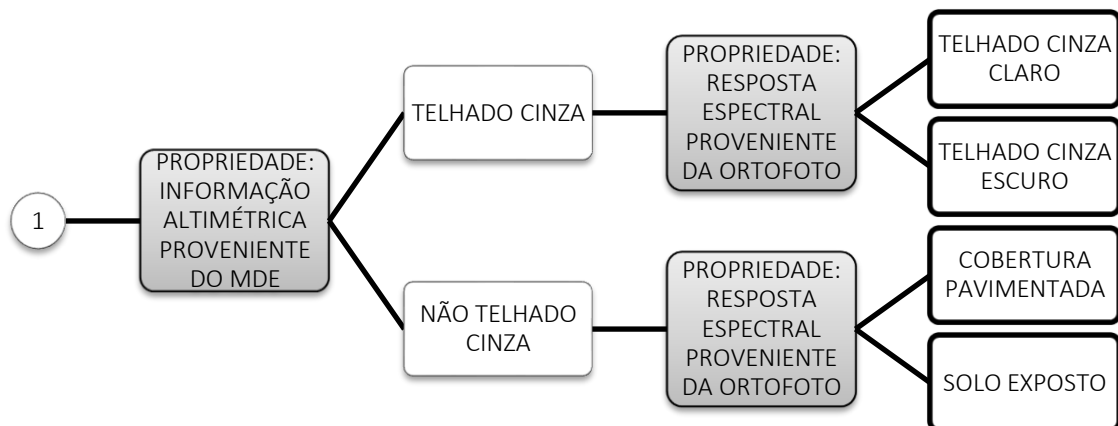 1
PROPRIEDADE:
INFORMAÇÃO
ALTIMÉTRICA
PROVENIENTE
DO MDE
TELHADO CINZA
PROPRIEDADE:
RESPOSTA
ESPECTRAL
PROVENIENTE
DA ORTOFOTO
TELHADO CINZA
CLARO
TELHADO CINZA
ESCURO
NÃO TELHADO
CINZA
PROPRIEDADE:
RESPOSTA
ESPECTRAL
PROVENIENTE
DA ORTOFOTO
COBERTURA
PAVIMENTADA
SOLO EXPOSTO